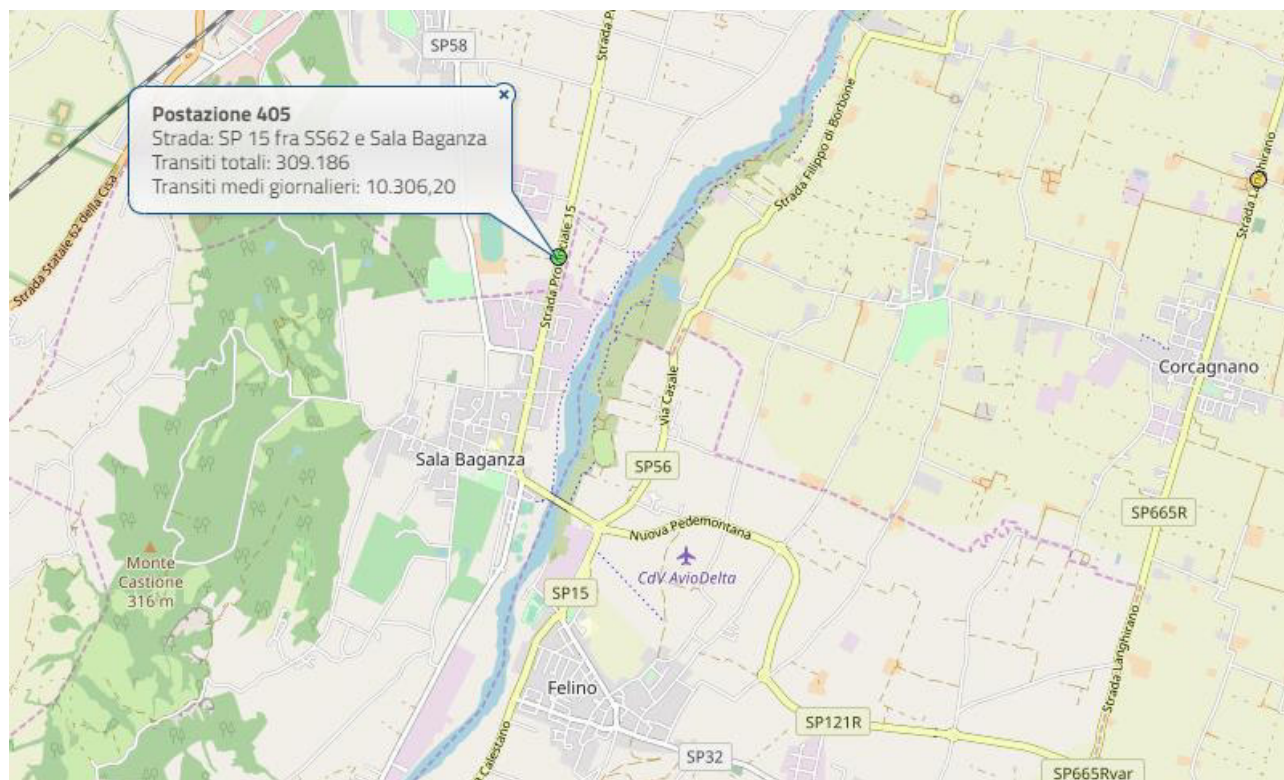 SP58
Strada P
Postazione 405
Strada: SP 15 fra SS62 e Sala Baganza
Transiti totali: 309.186
Transiti medi giornalieri: 10.306,20
Strada Filippo di Borbone
Strada Statale 62 della Cisa
Corcagnano
Via Casale
Sala Baganza
SP56
SP665R
Nuova Pedemontana
Monte
Castione
316 m
CdV AvioDelta
SP15
Strada Langhirano
Felino
SP121R
Calestano
SP32
SP665Rvar